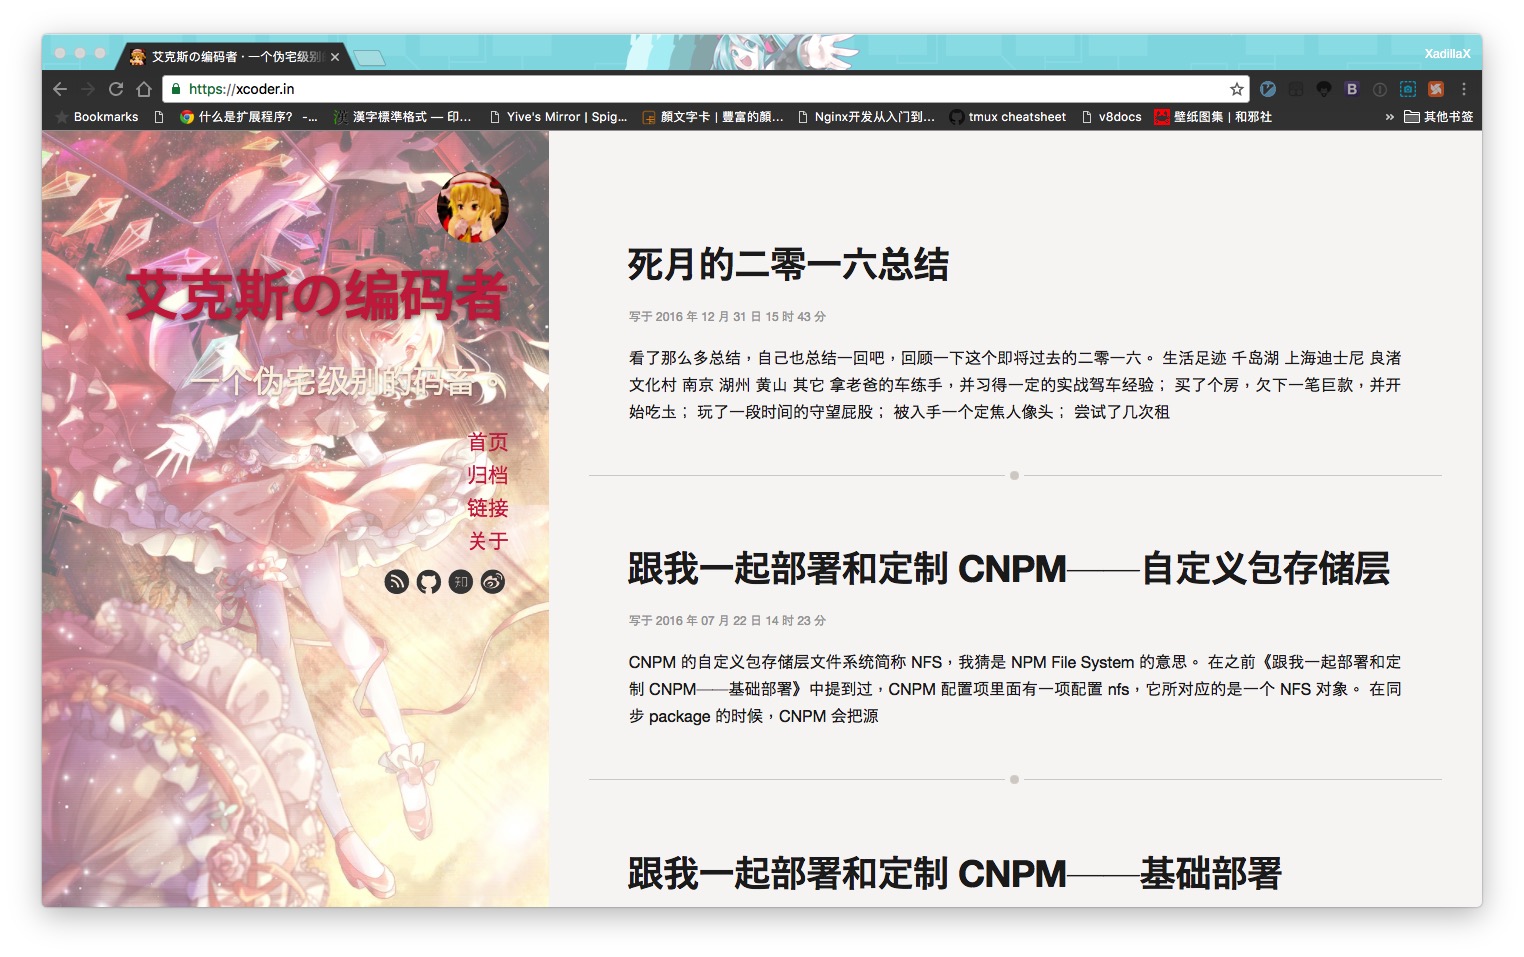 艾克斯の编码者 · 一个伪宅级别
XadillaX
https://xcoder.in
Bookmarks 什么是扩展程序？ -... 漢字標準格式 — 印... Yive's Mirror | Spig... 顏文字卡 | 豐富的顏... Nginx开发从入门到... tmux cheatsheet v8docs 壁纸图集 | 和邪社 » 其他书签
艾克斯の编码者
一个伪宅级别的码畜。
首页
归档
链接
关于
知
死月的二零一六总结
写于 2016 年 12 月 31 日 15 时 43 分
看了那么多总结，自己也总结一回吧，回顾一下这个即将过去的二零一六。 生活足迹 千岛湖 上海迪士尼 良渚
文化村 南京 湖州 黄山 其它 拿老爸的车练手，并习得一定的实战驾车经验； 买了个房，欠下一笔巨款，并开
始吃土； 玩了一段时间的守望屁股； 被入手一个定焦人像头； 尝试了几次租
跟我一起部署和定制 CNPM——自定义包存储层
写于 2016 年 07 月 22 日 14 时 23 分
CNPM 的自定义包存储层文件系统简称 NFS，我猜是 NPM File System 的意思。 在之前《跟我一起部署和定
制 CNPM——基础部署》中提到过，CNPM 配置项里面有一项配置 nfs，它所对应的是一个 NFS 对象。 在同
步 package 的时候，CNPM 会把源
跟我一起部署和定制 CNPM——基础部署